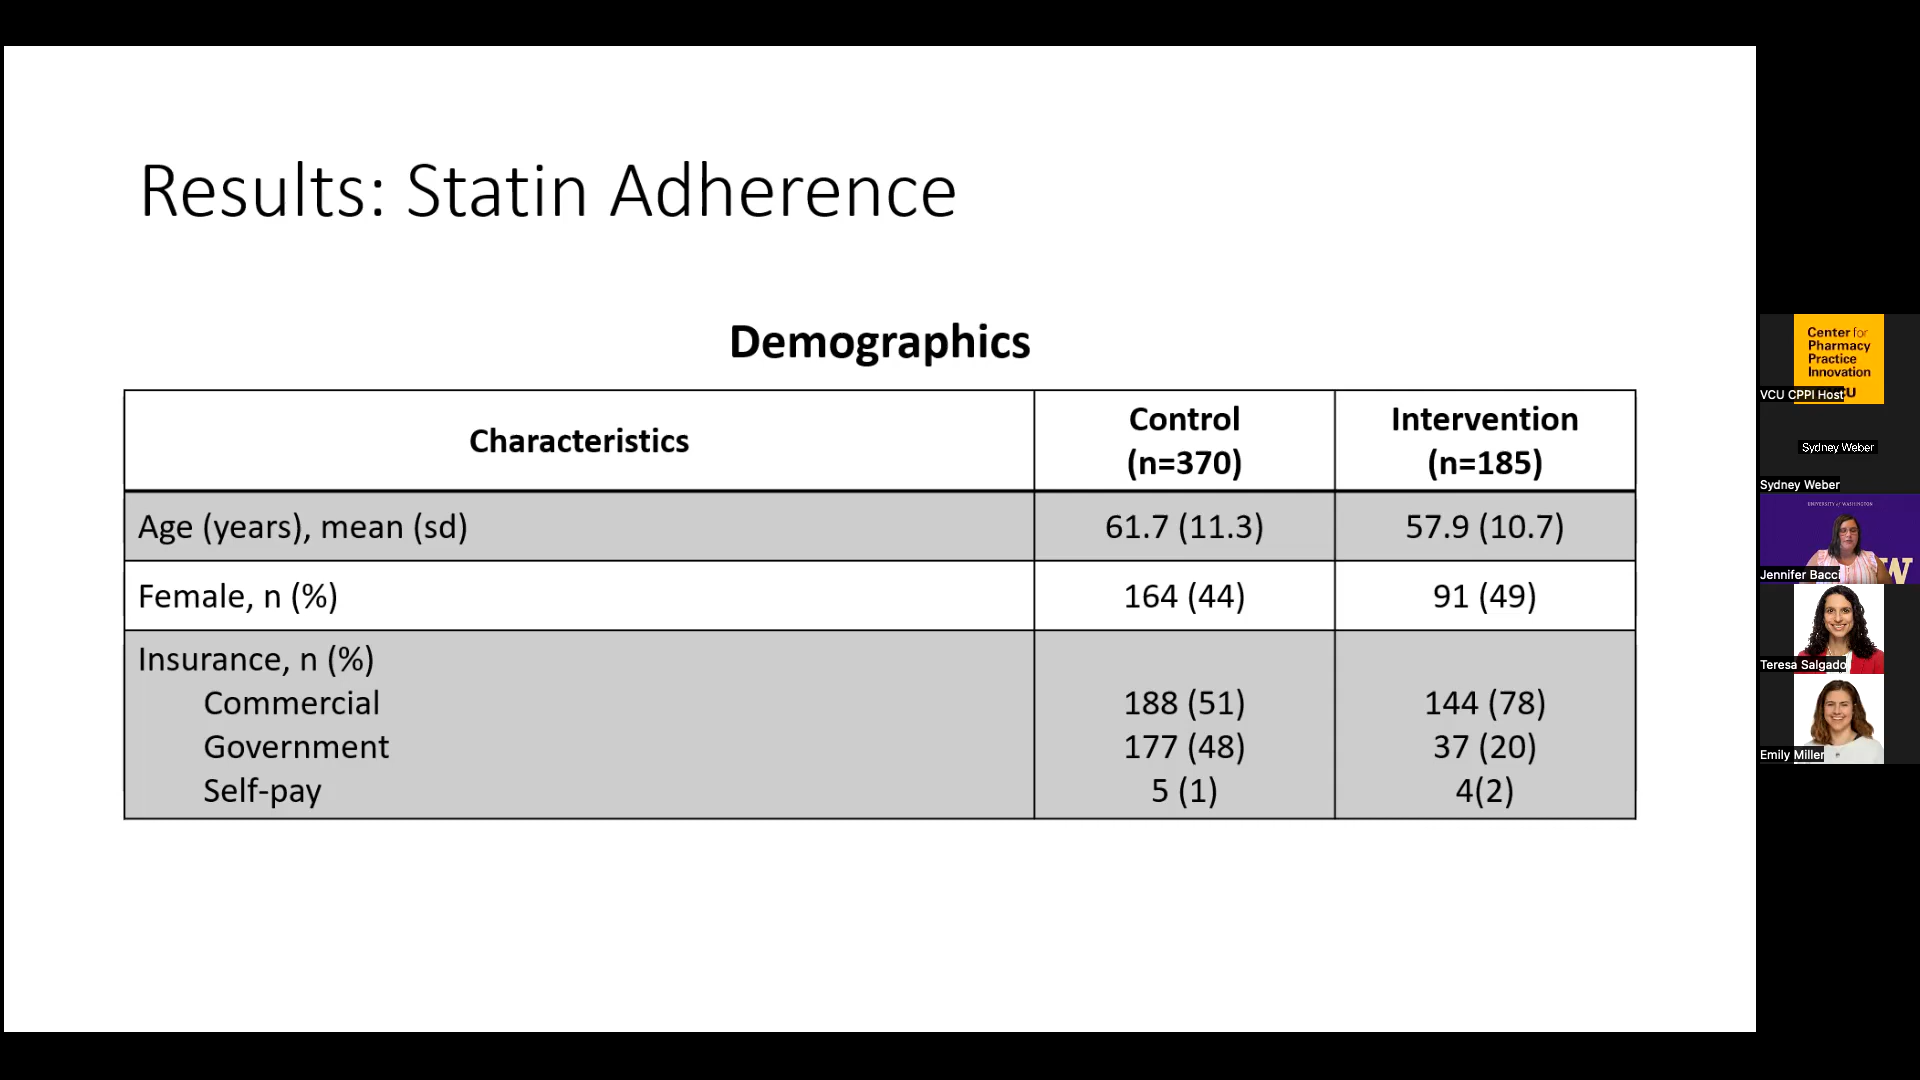 Results: Statin Adherence
Demographics
Characteristics
Control
(n=370)
Intervention
(n=185)
Age (years), mean (sd)
61.7 (11.3)
57.9 (10.7)
Female, n (%)
164 (44)
91 (49)
Insurance, n (%)
Commercial
188 (51)
144 (78)
Government
177 (48)
37 (20)
Self-pay
5 (1)
4(2)
Center for
Pharmacy
Practice
Innovation
VCU CPPI Host
Sydney Weber
Sydney Weber
UNIVERSITY of WASHINGTON
W
Jennifer Bacci
Teresa Salgado
Emily Miller